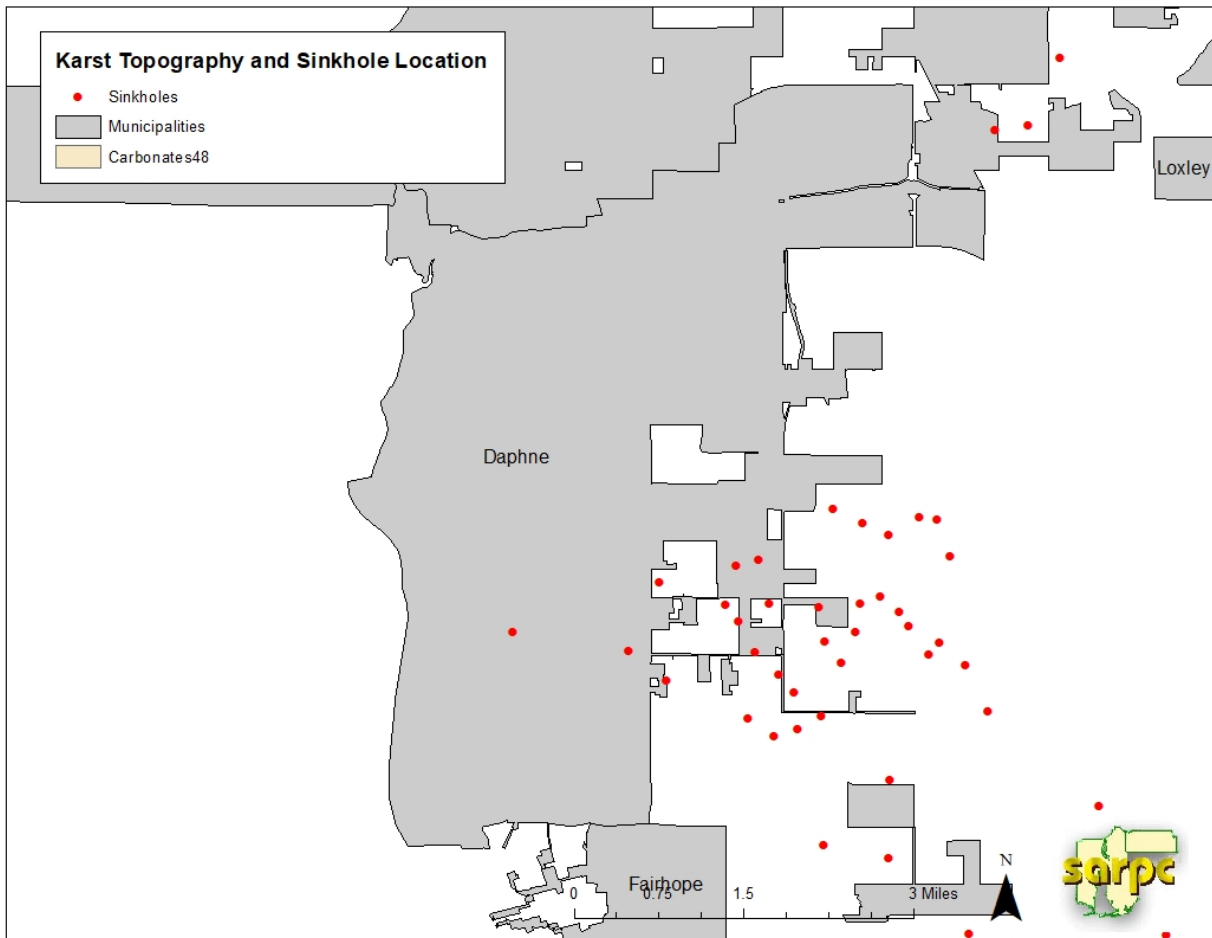 Karst Topography and Sinkhole Location
Sinkholes
Municipalities
Carbonates48
Loxley
Daphne
Fairhope
0 0.75 1.5 3 Miles
N
sarpc